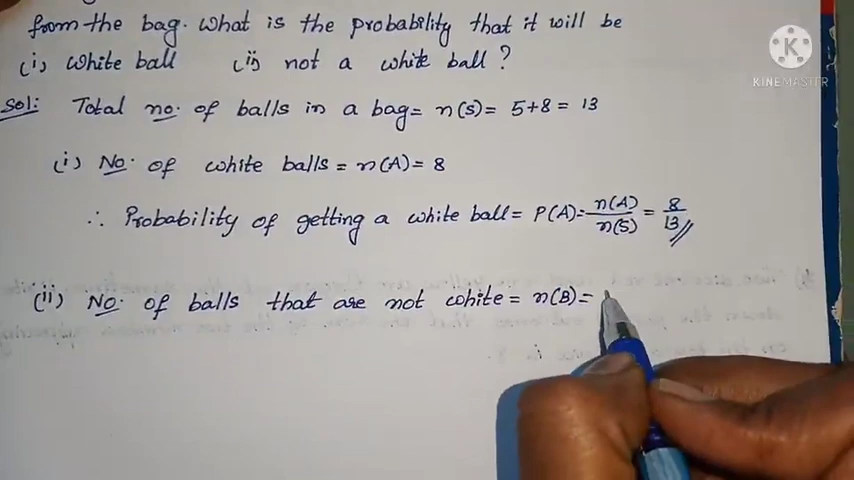 from the bag. What is the probability that it will be
(i) white ball (ii) not a white ball ?
Sol: Total no. of balls in a bag = n(S) = 5+8 = 13
(i) No. of white balls = n(A) = 8
∴ Probability of getting a white ball = P(A) = n(A)/n(S) = 8/13
(ii) No. of balls that are not white = n(B) =
KINEMASTER